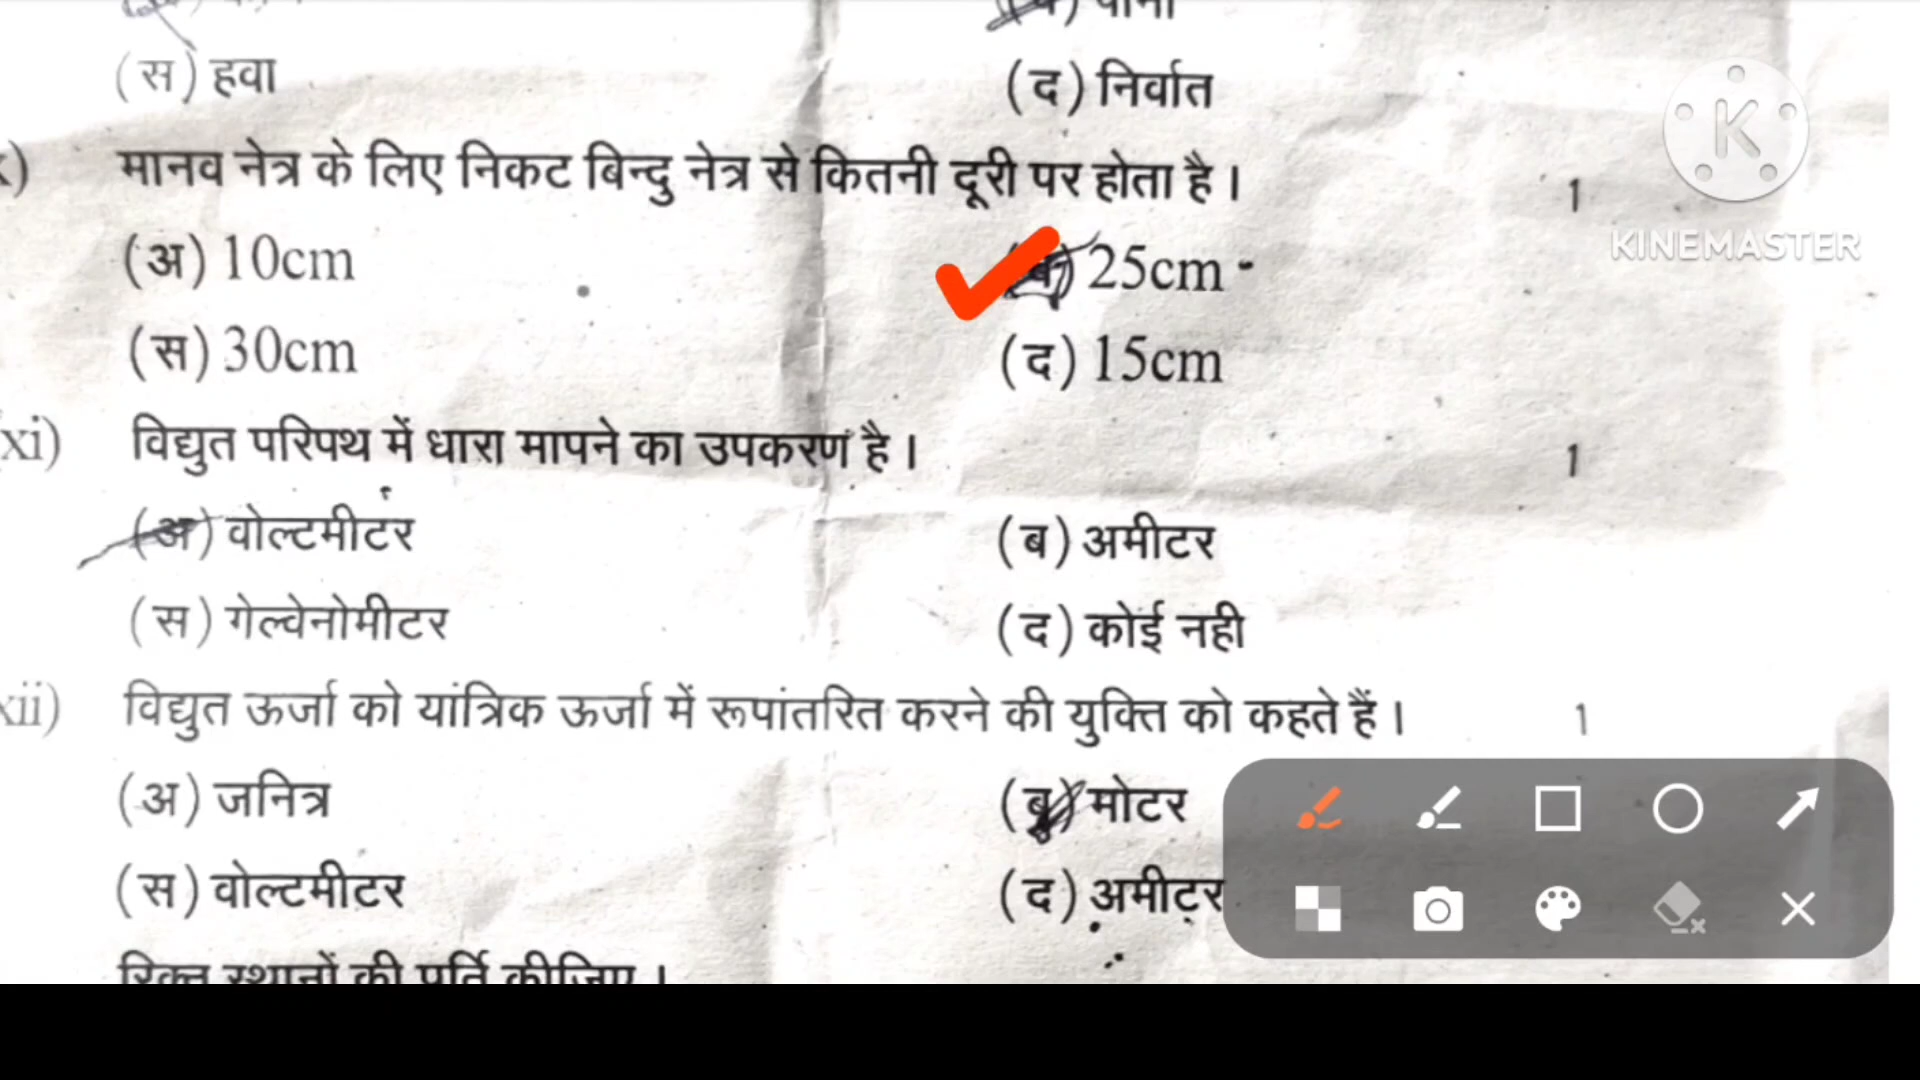 (स) हवा
(द) निर्वात
मानव नेत्र के लिए निकट बिन्दु नेत्र से कितनी दूरी पर होता है। 1
(अ) 10cm
(ब) 25cm
(स) 30cm
(द) 15cm
xi) विद्युत परिपथ में धारा मापने का उपकरण है। 1
(अ) वोल्टमीटर
(ब) अमीटर
(स) गेल्वेनोमीटर
(द) कोई नही
xii) विद्युत ऊर्जा को यांत्रिक ऊर्जा में रूपांतरित करने की युक्ति को कहते हैं। 1
(अ) जनित्र
(ब) मोटर
(स) वोल्टमीटर
(द) अमीटर
रिक्त स्थानों की पूर्ति कीजिए।
K
KINEMASTER